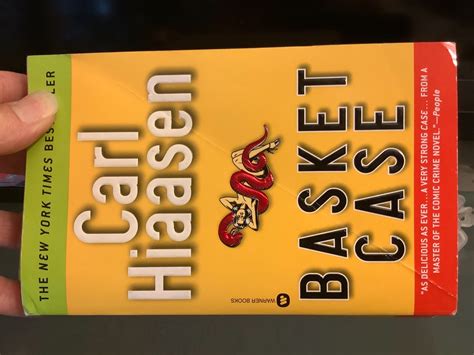 THE NEW YORK TIMES BESTSELLER
Carl
Hiaasen
BASKET
CASE
"AS DELICIOUS AS EVER...A VERY STRONG CASE...FROM A
MASTER OF THE COMIC CRIME NOVEL."—People
W
WARNER BOOKS